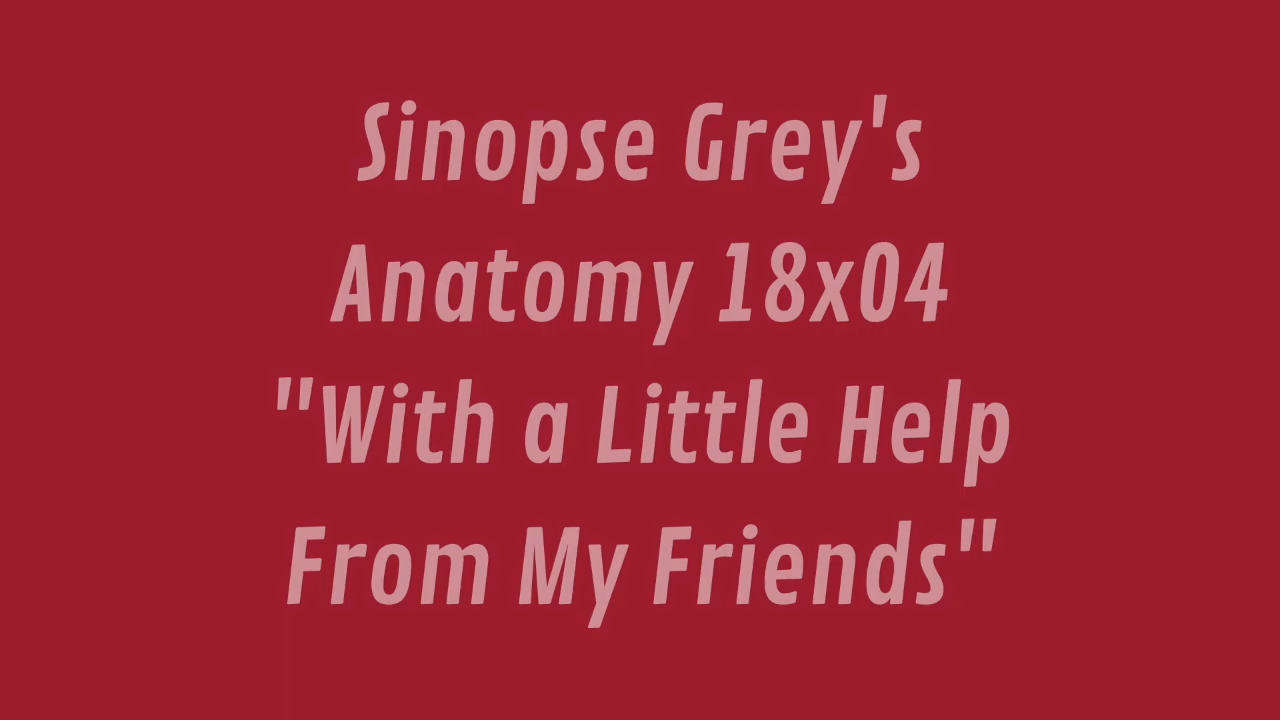 Sinopse Grey's
Anatomy 18x04
"With a Little Help
From My Friends"